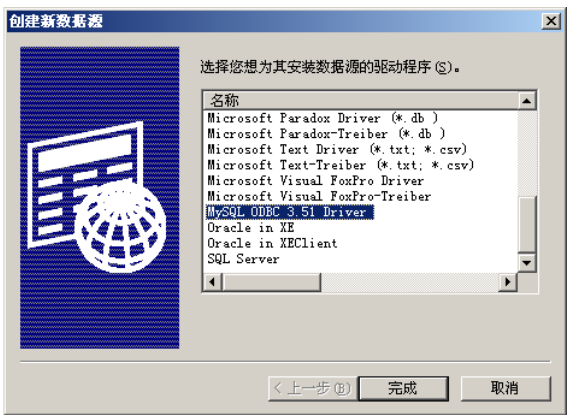 创建新数据源
选择您想为其安装数据源的驱动程序(S)。
名称
Microsoft Paradox Driver (*.db )
Microsoft Paradox-Treiber (*.db )
Microsoft Text Driver (*.txt; *.csv)
Microsoft Text-Treiber (*.txt; *.csv)
Microsoft Visual FoxPro Driver
Microsoft Visual FoxPro-Treiber
MySQL ODBC 3.51 Driver
Oracle in XE
Oracle in XEClient
SQL Server
< 上一步(B) 完成 取消